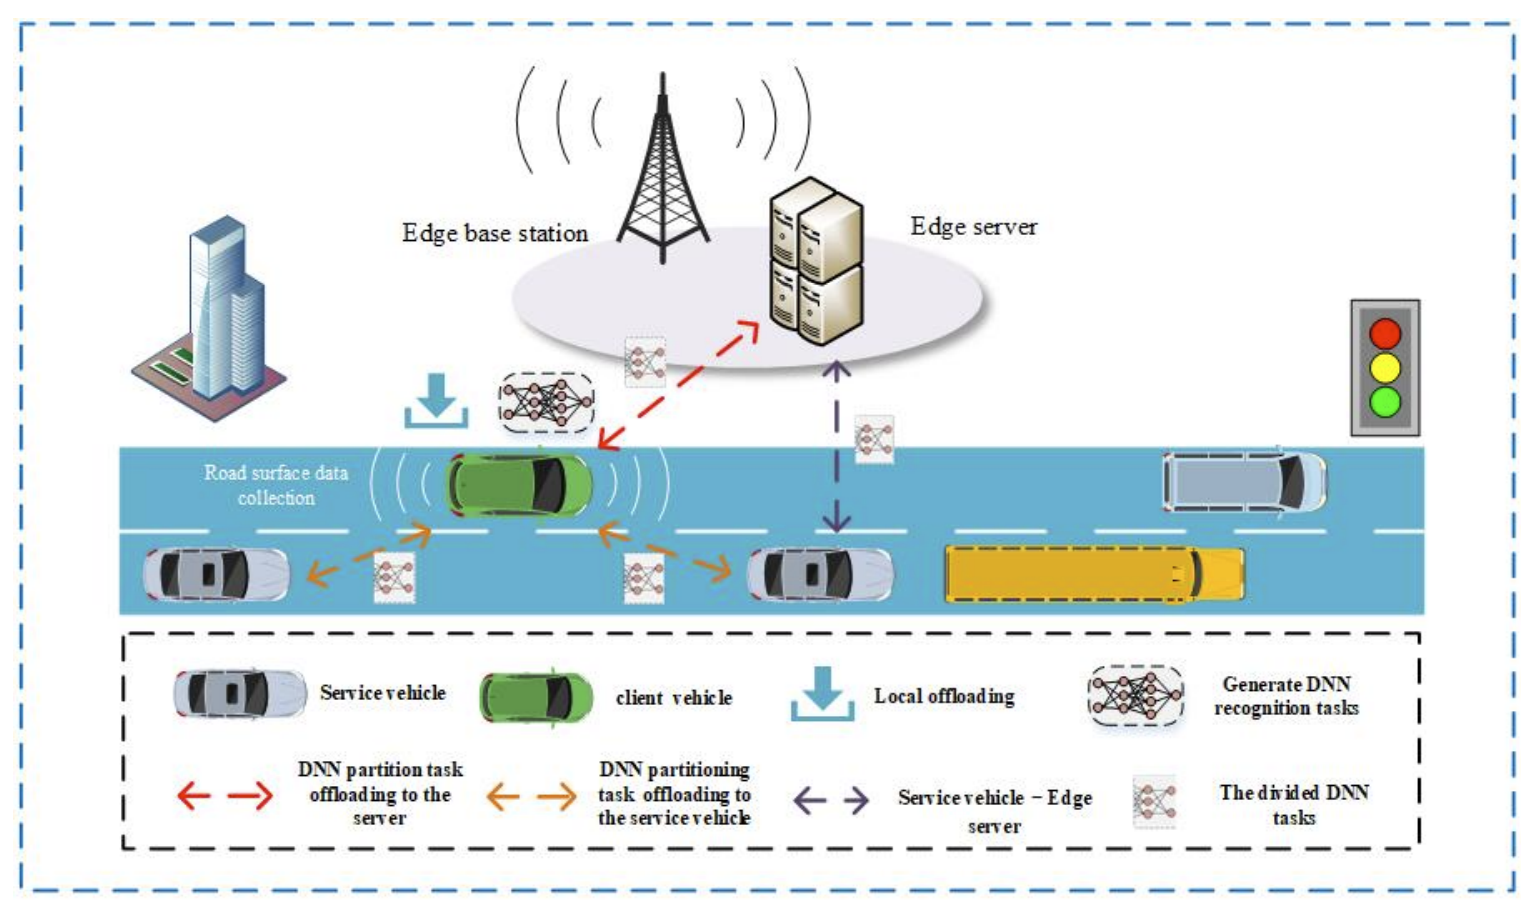 Edge base station
Edge server
Road surface data
collection
Service vehicle
client vehicle
Local offloading
Generate DNN
recognition tasks
DNN partition task
offloading to the
server
DNN partitioning
task offloading to
the service vehicle
Service vehicle – Edge
server
The divided DNN
tasks